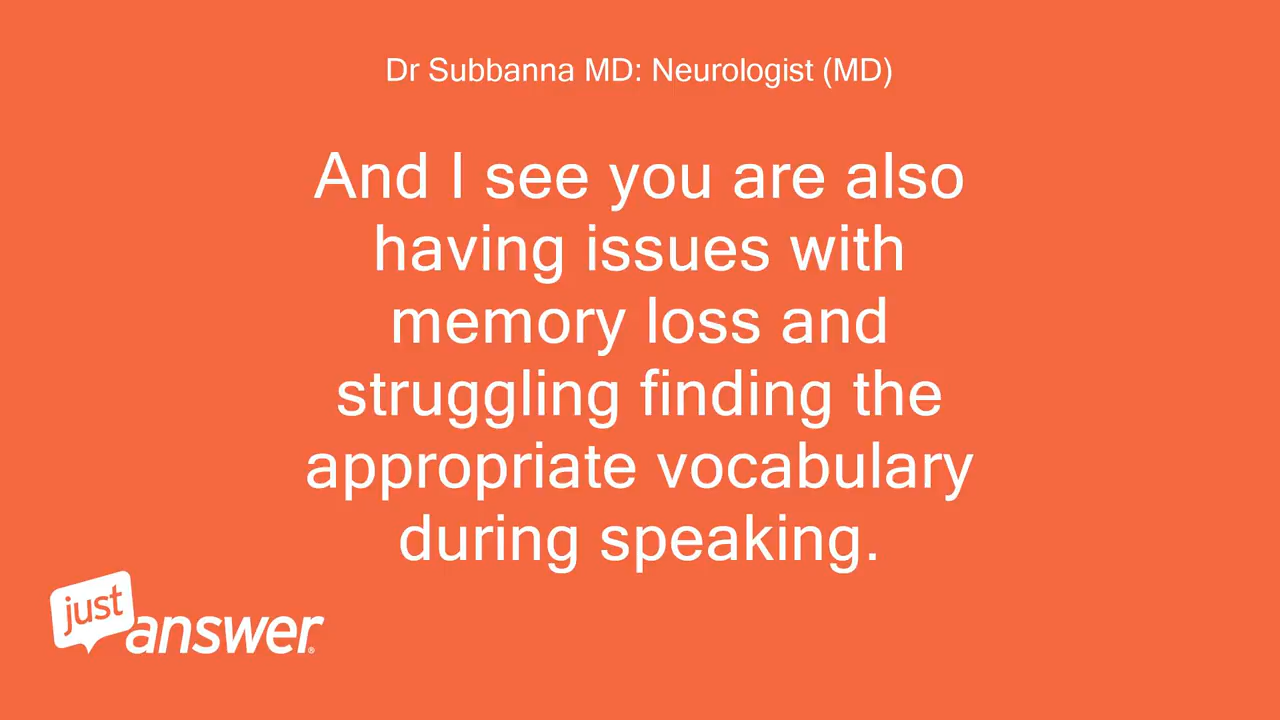 Dr Subbanna MD: Neurologist (MD)
And I see you are also
having issues with
memory loss and
struggling finding the
appropriate vocabulary
during speaking.
just
answer®